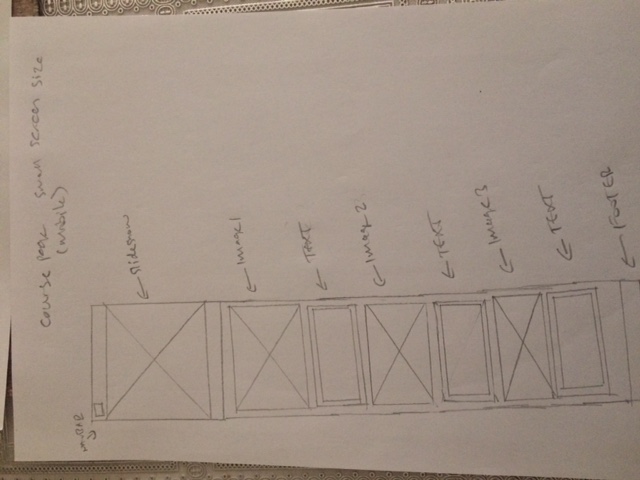 course page small screen size
(mobile)
NAVBAR
Slideshow
Image 1
TEXT
Image 2
TEXT
Image 3
TEXT
FOOTER